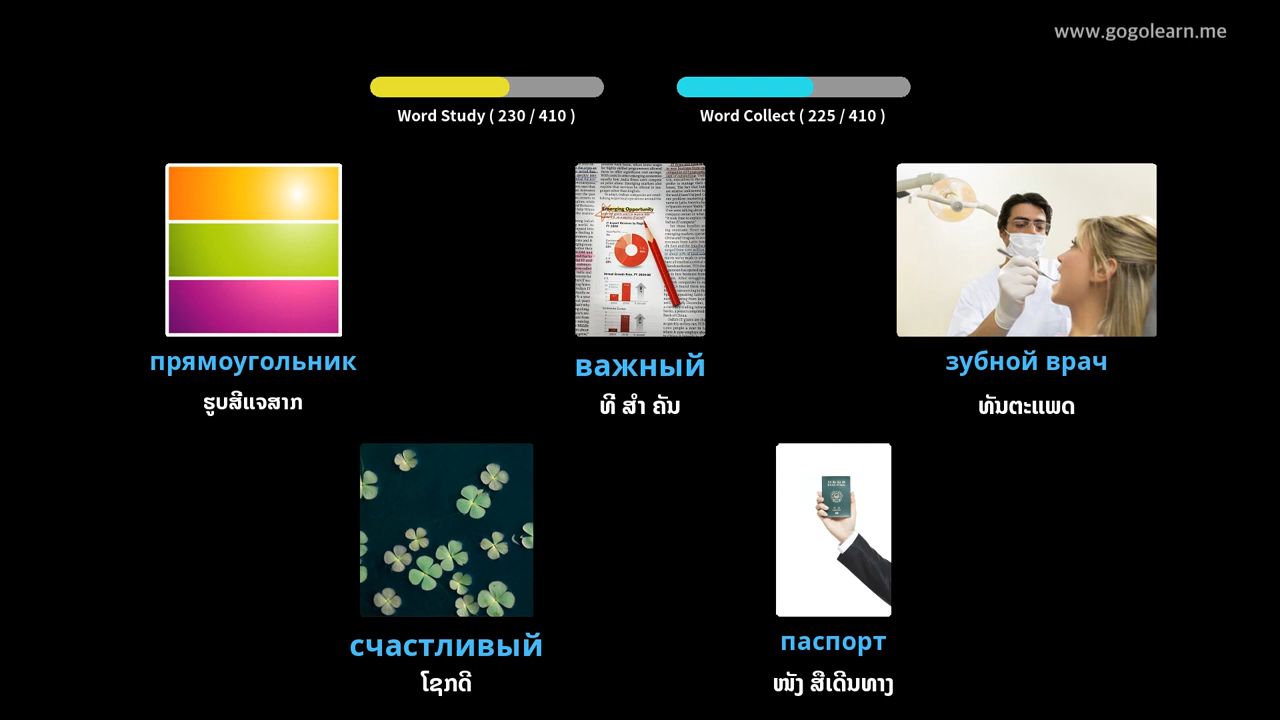 www.gogolearn.me
Word Study ( 230 / 410 )
Word Collect ( 225 / 410 )
прямоугольник
важный
зубной врач
ຮູບສີແຈສາກ
ທີ່ ສຳ ຄັນ
ທັນຕະແພດ
Emerging Opportunity
счастливый
паспорт
ໂຊກດີ
ໜັງ ສືເດີນທາງ